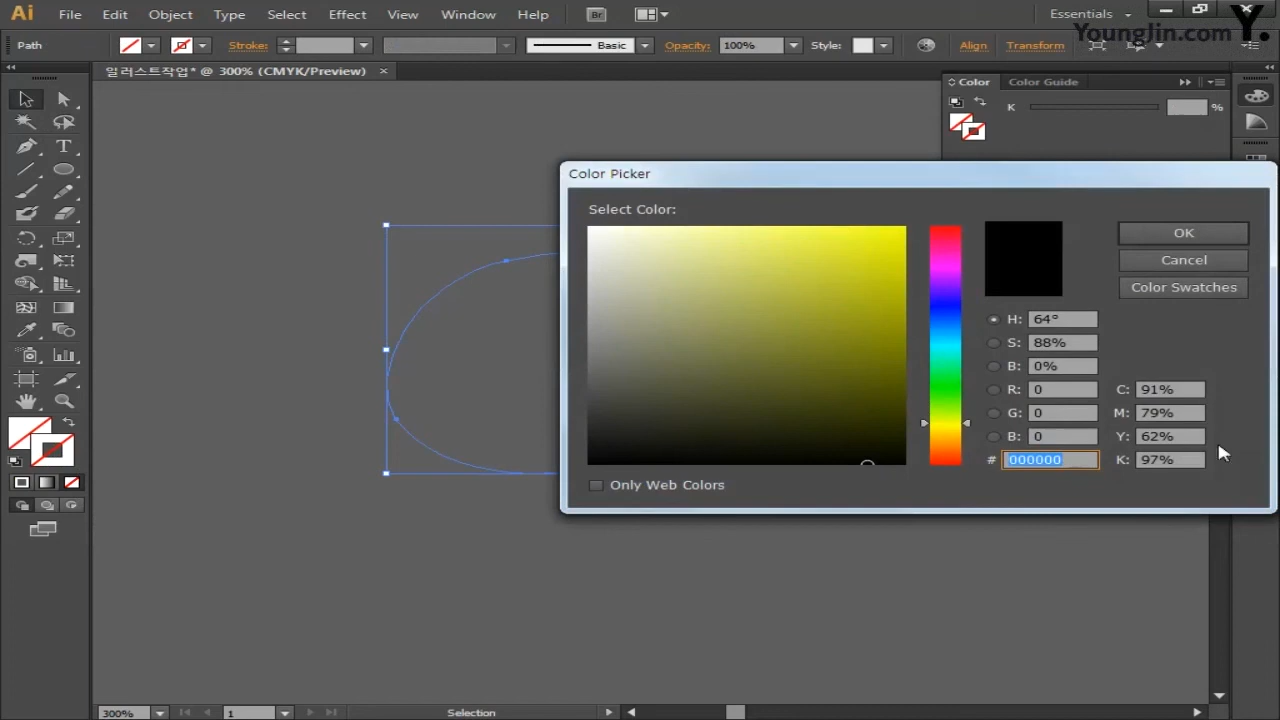 Ai File Edit Object Type Select Effect View Window Help Br Essentials
YoungJin.com Y.
Path Stroke: Basic Opacity: 100% Style: Align Transform
일러스트작업* @ 300% (CMYK/Preview) ×
Color Color Guide
K %
Color Picker
Select Color:
OK
Cancel
Color Swatches
H: 64°
S: 88%
B: 0%
R: 0 C: 91%
G: 0 M: 79%
B: 0 Y: 62%
# 000000 K: 97%
Only Web Colors
300% 1 Selection